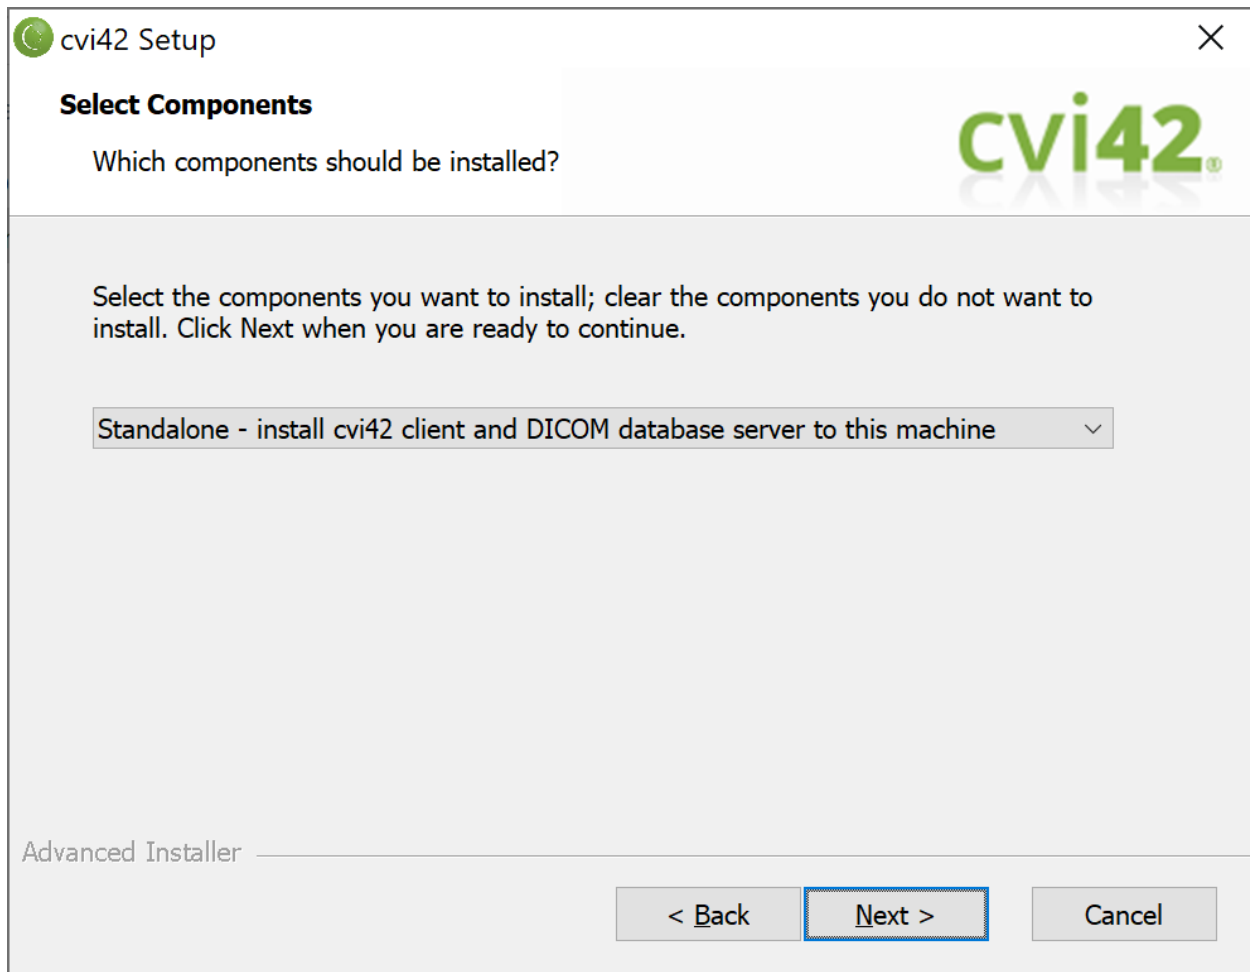 cvi42 Setup
Select Components
Which components should be installed?
cvi42®
Select the components you want to install; clear the components you do not want to
install. Click Next when you are ready to continue.
Standalone - install cvi42 client and DICOM database server to this machine
Advanced Installer
< Back
Next >
Cancel